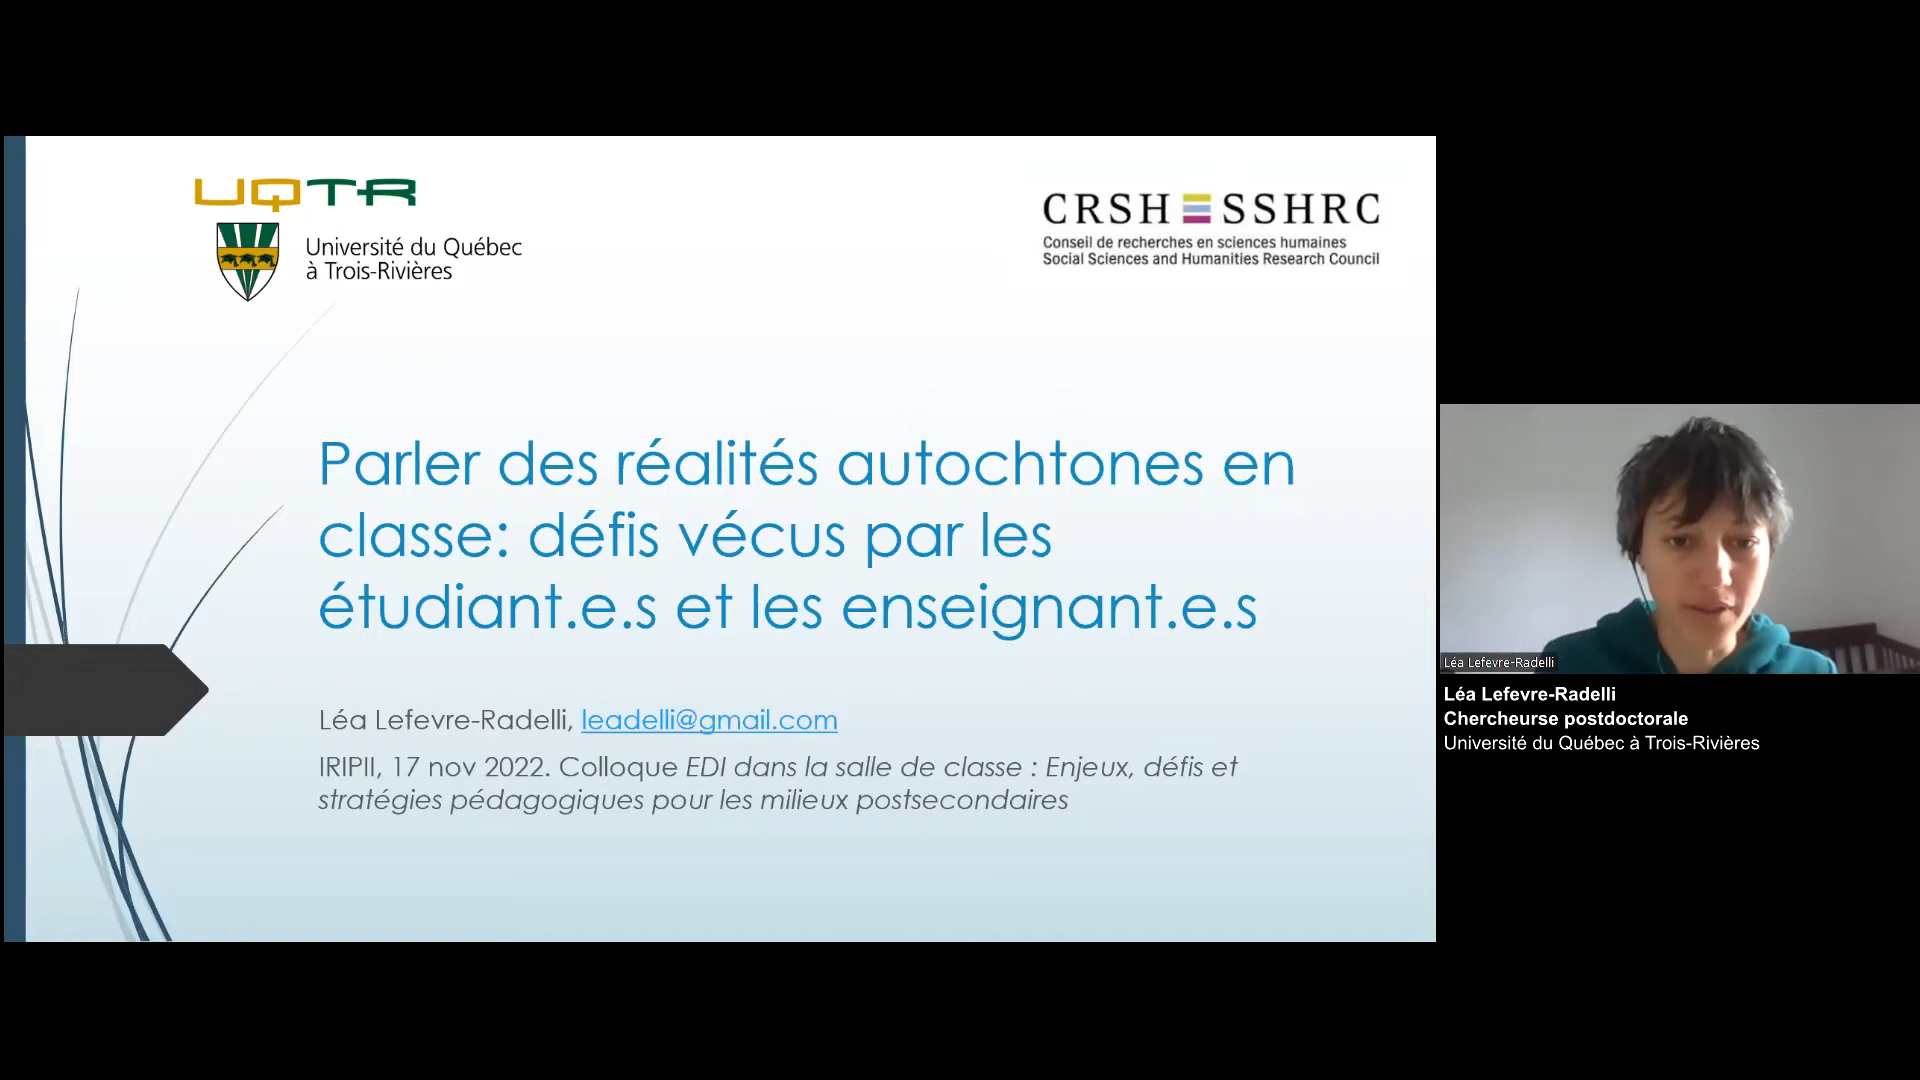 UQTR
Université du Québec
à Trois-Rivières
CRSH SSHRC
Conseil de recherches en sciences humaines
Social Sciences and Humanities Research Council
Parler des réalités autochtones en
classe: défis vécus par les
étudiant.e.s et les enseignant.e.s
Léa Lefevre-Radelli, leadelli@gmail.com
IRIPII, 17 nov 2022. Colloque EDI dans la salle de classe : Enjeux, défis et
stratégies pédagogiques pour les milieux postsecondaires
Léa Lefevre-Radelli
Léa Lefevre-Radelli
Chercheurse postdoctorale
Université du Québec à Trois-Rivières